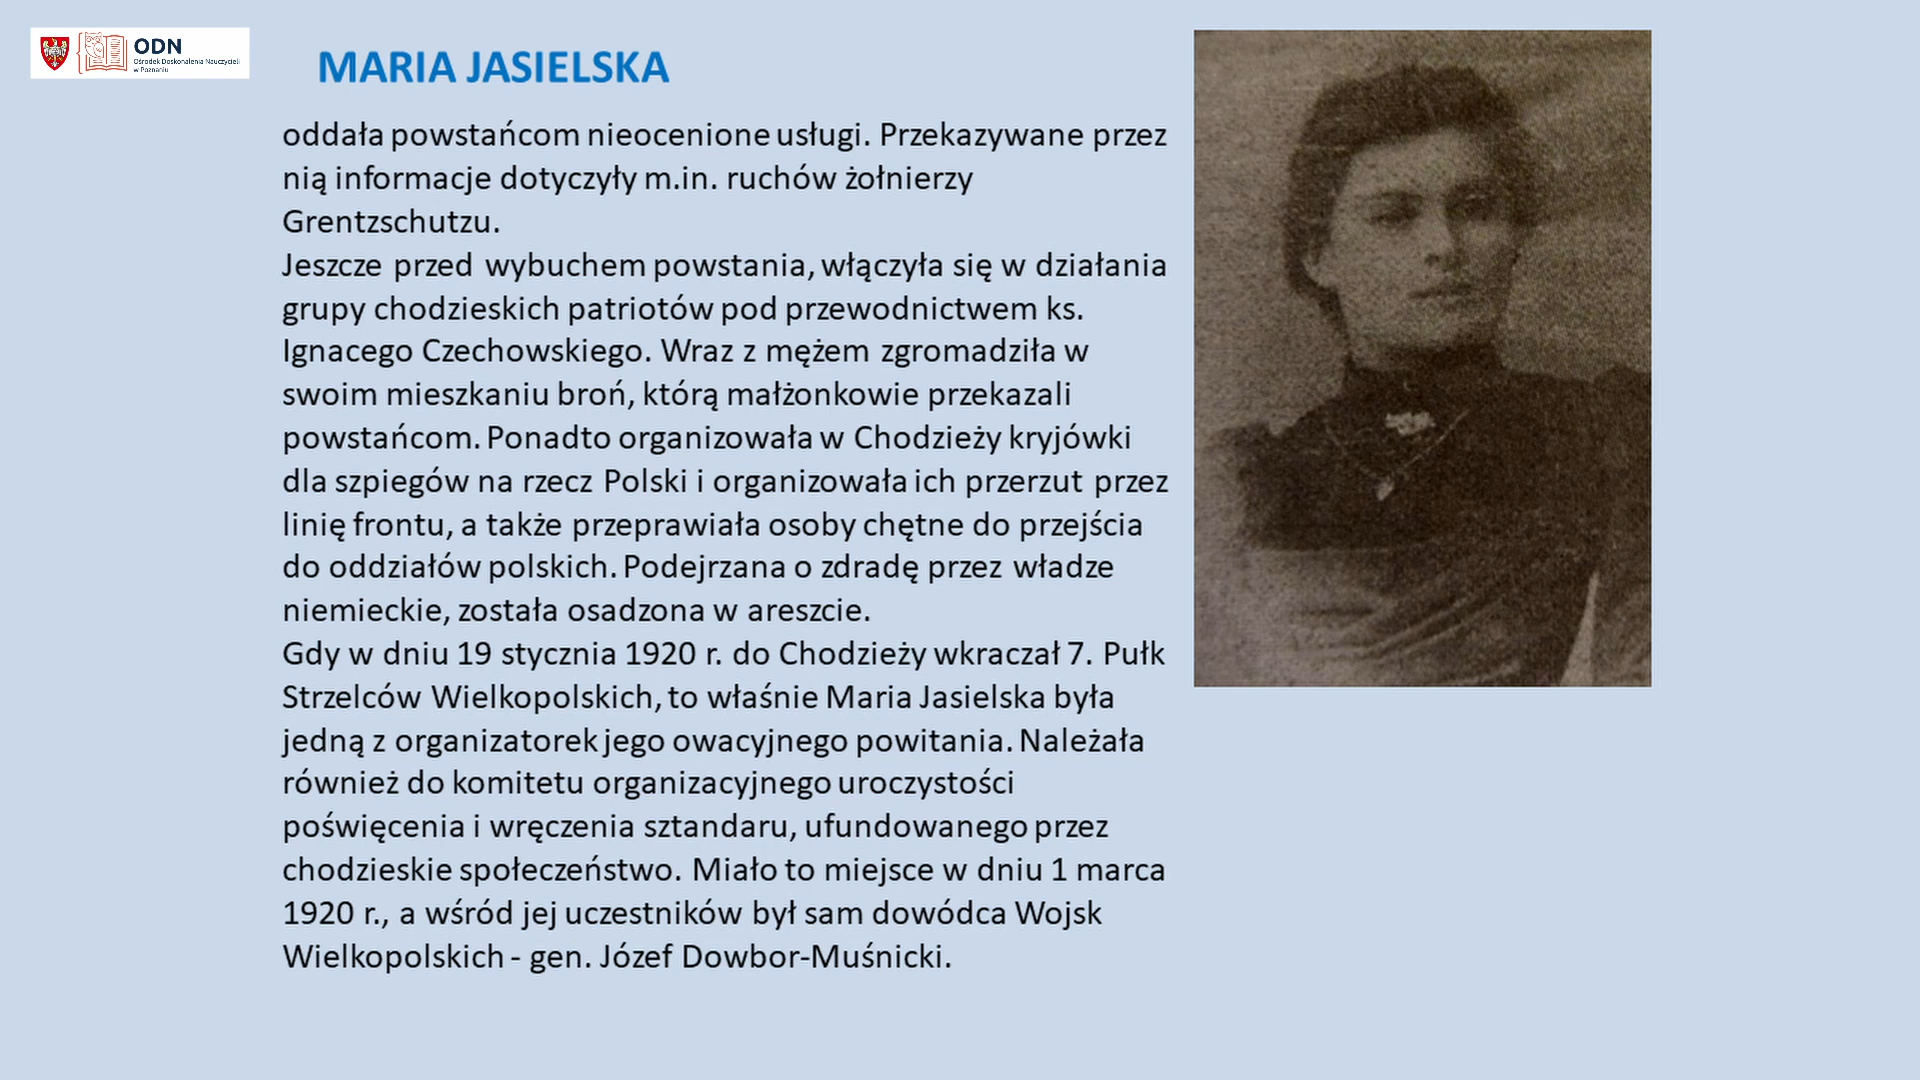 ODN
Ośrodek Doskonalenia Nauczycieli
w Poznaniu
MARIA JASIELSKA
oddała powstańcom nieocenione usługi. Przekazywane przez
nią informacje dotyczyły m.in. ruchów żołnierzy
Grentzschutzu.
Jeszcze przed wybuchem powstania, włączyła się w działania
grupy chodzieskich patriotów pod przewodnictwem ks.
Ignacego Czechowskiego. Wraz z mężem zgromadziła w
swoim mieszkaniu broń, którą małżonkowie przekazali
powstańcom. Ponadto organizowała w Chodzieży kryjówki
dla szpiegów na rzecz Polski i organizowała ich przerzut przez
linię frontu, a także przeprawiała osoby chętne do przejścia
do oddziałów polskich. Podejrzana o zdradę przez władze
niemieckie, została osadzona w areszcie.
Gdy w dniu 19 stycznia 1920 r. do Chodzieży wkraczał 7. Pułk
Strzelców Wielkopolskich, to właśnie Maria Jasielska była
jedną z organizatorek jego owacyjnego powitania. Należała
również do komitetu organizacyjnego uroczystości
poświęcenia i wręczenia sztandaru, ufundowanego przez
chodzieskie społeczeństwo. Miało to miejsce w dniu 1 marca
1920 r., a wśród jej uczestników był sam dowódca Wojsk
Wielkopolskich - gen. Józef Dowbor-Muśnicki.